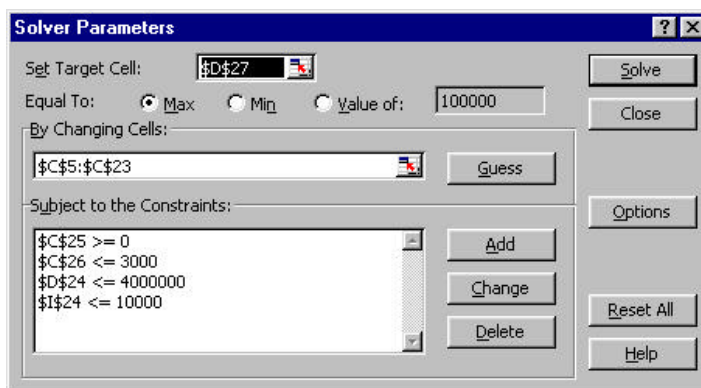 Solver Parameters ? X
Set Target Cell: $D$27 Solve
Equal To: Max Min Value of: 100000 Close
By Changing Cells:
$C$5:$C$23 Guess
Subject to the Constraints: Options
$C$25 >= 0 Add
$C$26 <= 3000
$D$24 <= 4000000 Change
$I$24 <= 10000 Reset All
Delete
Help